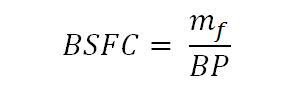 BSFC = m_f / BP